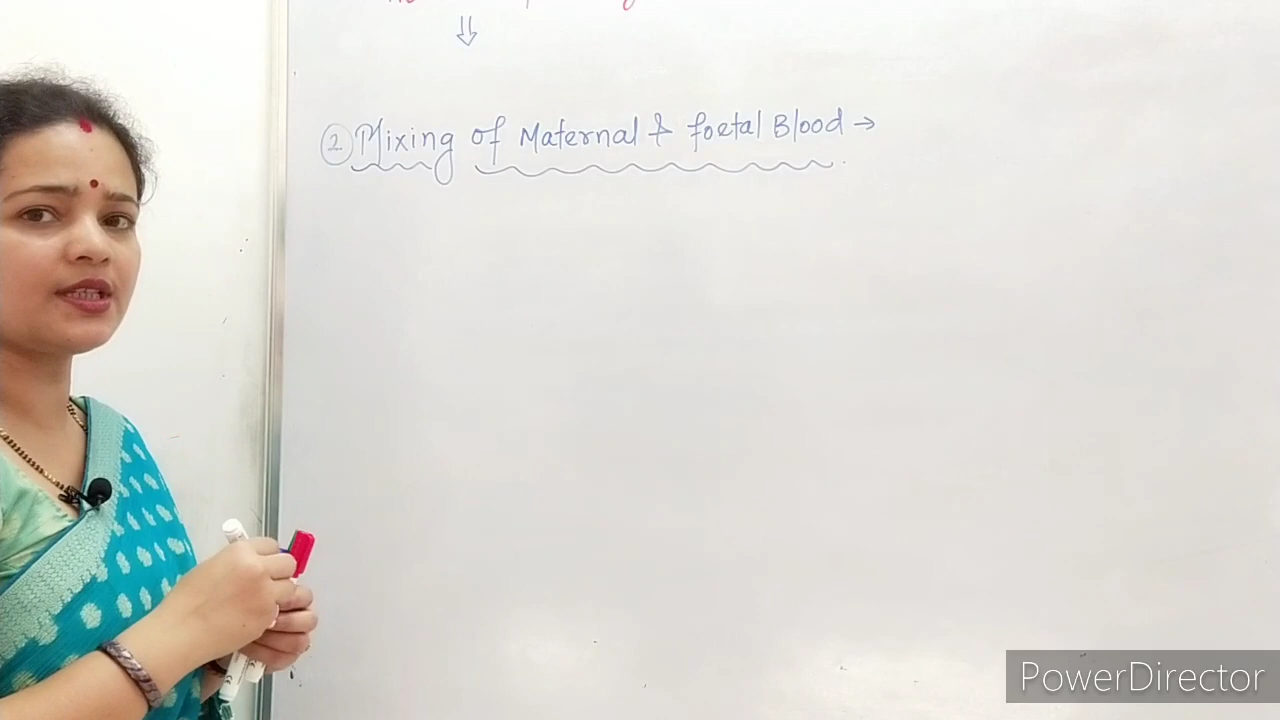 ② Mixing of Maternal & foetal Blood →
PowerDirector